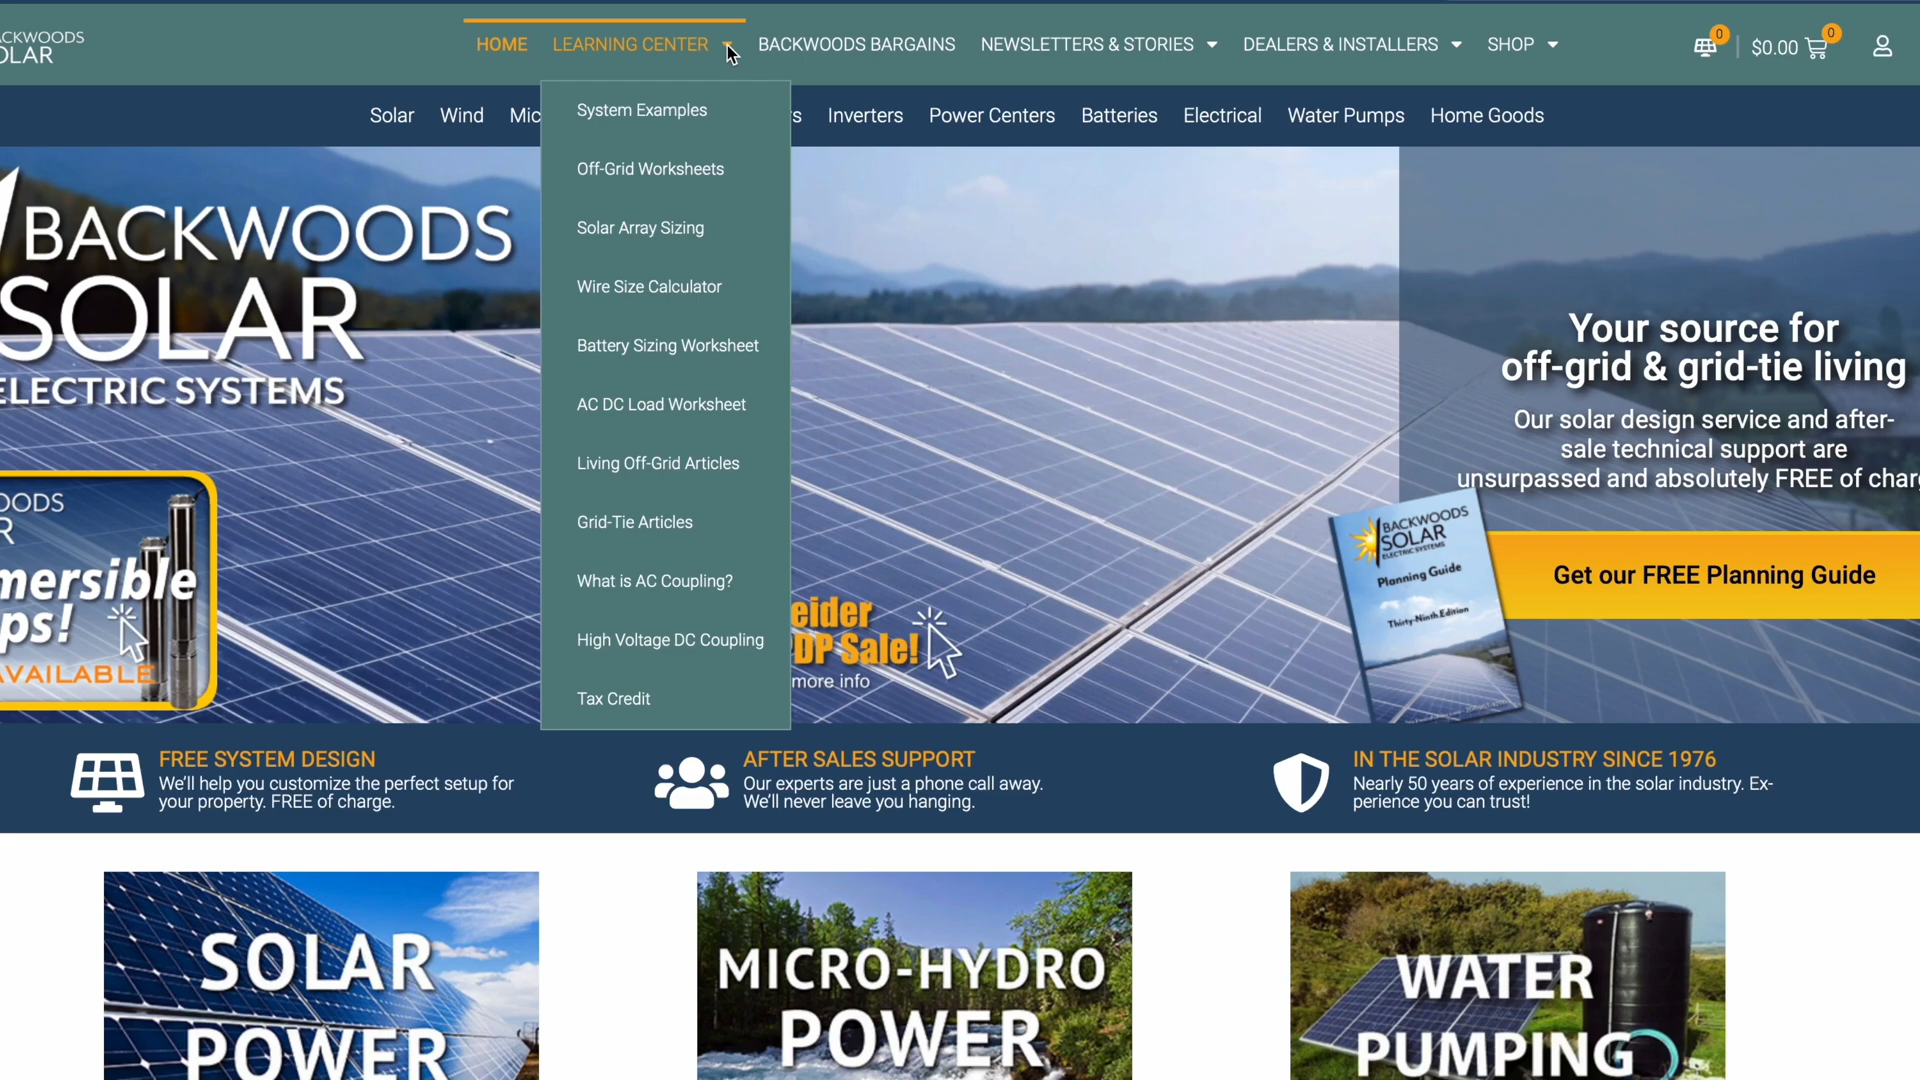 BACKWOODS
SOLAR
HOME LEARNING CENTER BACKWOODS BARGAINS NEWSLETTERS & STORIES DEALERS & INSTALLERS SHOP
0
$0.00
0
Solar Wind Inverters Power Centers Batteries Electrical Water Pumps Home Goods
System Examples
Off-Grid Worksheets
Solar Array Sizing
Wire Size Calculator
Battery Sizing Worksheet
AC DC Load Worksheet
Living Off-Grid Articles
Grid-Tie Articles
What is AC Coupling?
High Voltage DC Coupling
Tax Credit
BACKWOODS
SOLAR
ELECTRIC SYSTEMS
mersible
ps!
AVAILABLE
eider
DP Sale!
more info
Your source for
off-grid & grid-tie living
Our solar design service and after-
sale technical support are
unsurpassed and absolutely FREE of char
BACKWOODS
SOLAR
ELECTRIC SYSTEMS
Planning Guide
Thirty-Ninth Edition
Get our FREE Planning Guide
FREE SYSTEM DESIGN
We'll help you customize the perfect setup for
your property. FREE of charge.
AFTER SALES SUPPORT
Our experts are just a phone call away.
We'll never leave you hanging.
IN THE SOLAR INDUSTRY SINCE 1976
Nearly 50 years of experience in the solar industry. Ex-
perience you can trust!
SOLAR
POWER
MICRO-HYDRO
POWER
WATER
PUMPING